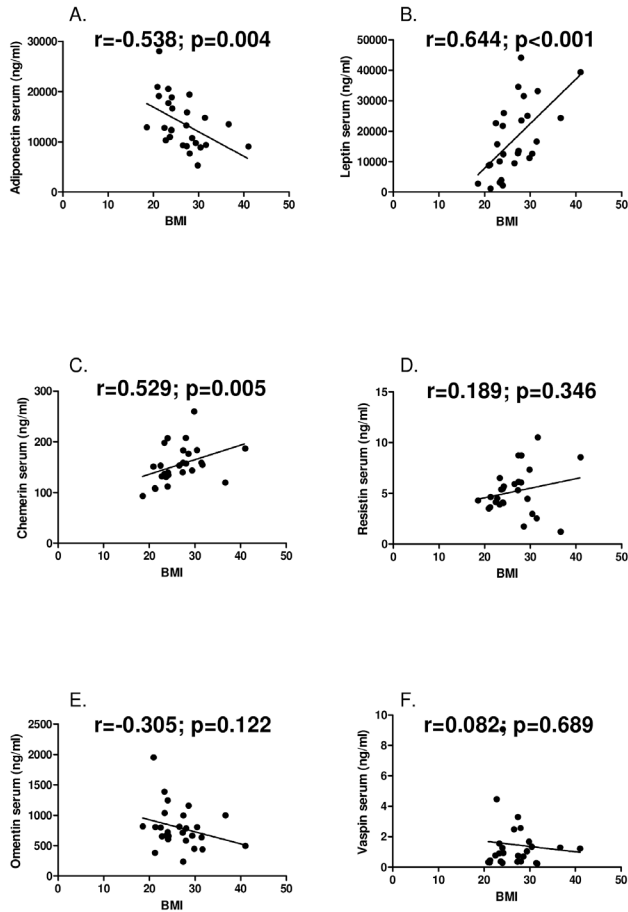 A.
r=-0.538; p=0.004
Adiponectin serum (ng/ml)
30000
20000
10000
0
0 10 20 30 40 50
BMI
B.
r=0.644; p<0.001
Leptin serum (ng/ml)
50000
40000
30000
20000
10000
0
0 10 20 30 40 50
BMI
C.
r=0.529; p=0.005
Chemerin serum (ng/ml)
300
200
100
0
0 10 20 30 40 50
BMI
D.
r=0.189; p=0.346
Resistin serum (ng/ml)
15
10
5
0
0 10 20 30 40 50
BMI
E.
r=-0.305; p=0.122
Omentin serum (ng/ml)
2500
2000
1500
1000
500
0
0 10 20 30 40 50
BMI
F.
r=0.082; p=0.689
Vaspin serum (ng/ml)
10
8
6
4
2
0
0 10 20 30 40 50
BMI